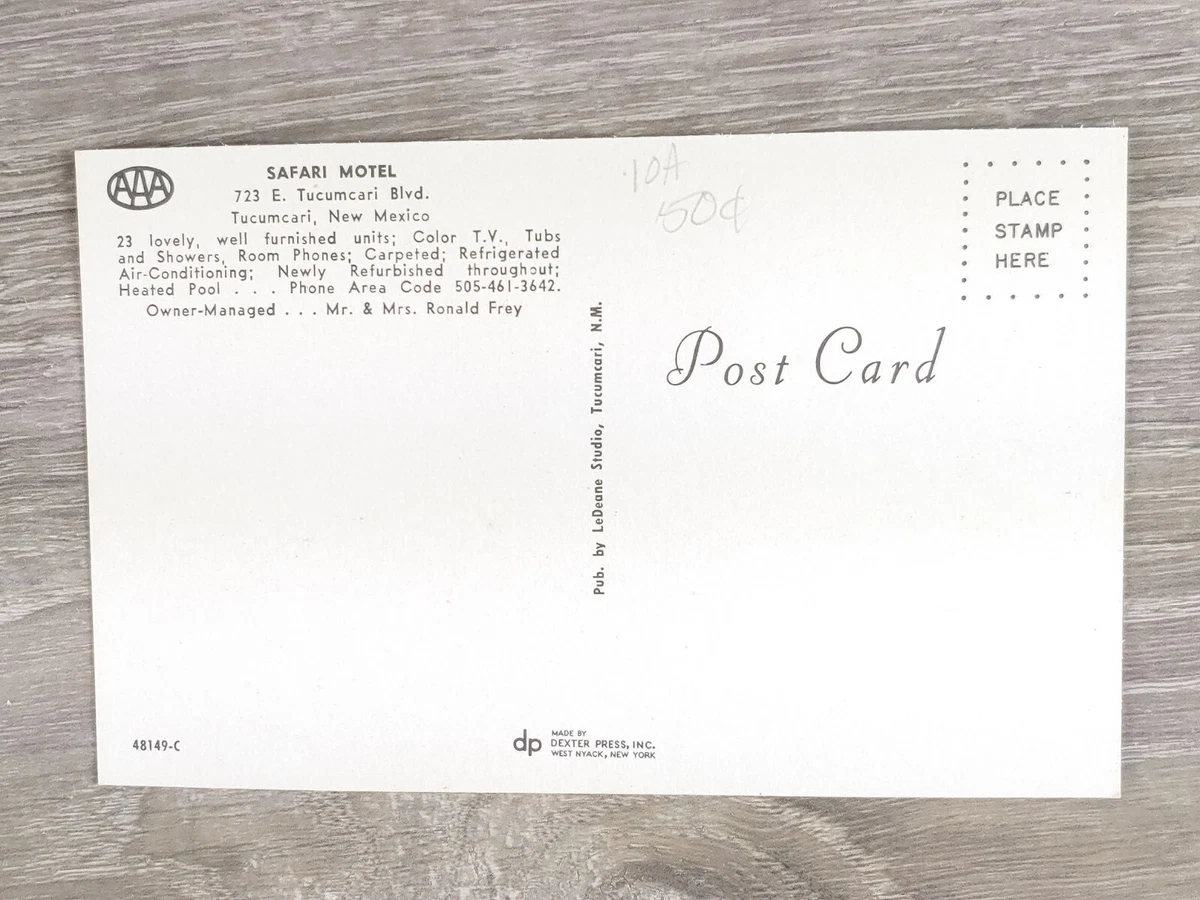 AAA
SAFARI MOTEL
723 E. Tucumcari Blvd.
Tucumcari, New Mexico
23 lovely, well furnished units; Color T.V., Tubs
and Showers, Room Phones; Carpeted; Refrigerated
Air-Conditioning; Newly Refurbished throughout;
Heated Pool . . . Phone Area Code 505-461-3642.
Owner-Managed . . . Mr. & Mrs. Ronald Frey
48149-C
Pub. by LeDeane Studio, Tucumcari, N.M.
dp
MADE BY
DEXTER PRESS, INC.
WEST NYACK, NEW YORK
10A
50¢
PLACE
STAMP
HERE
Post Card